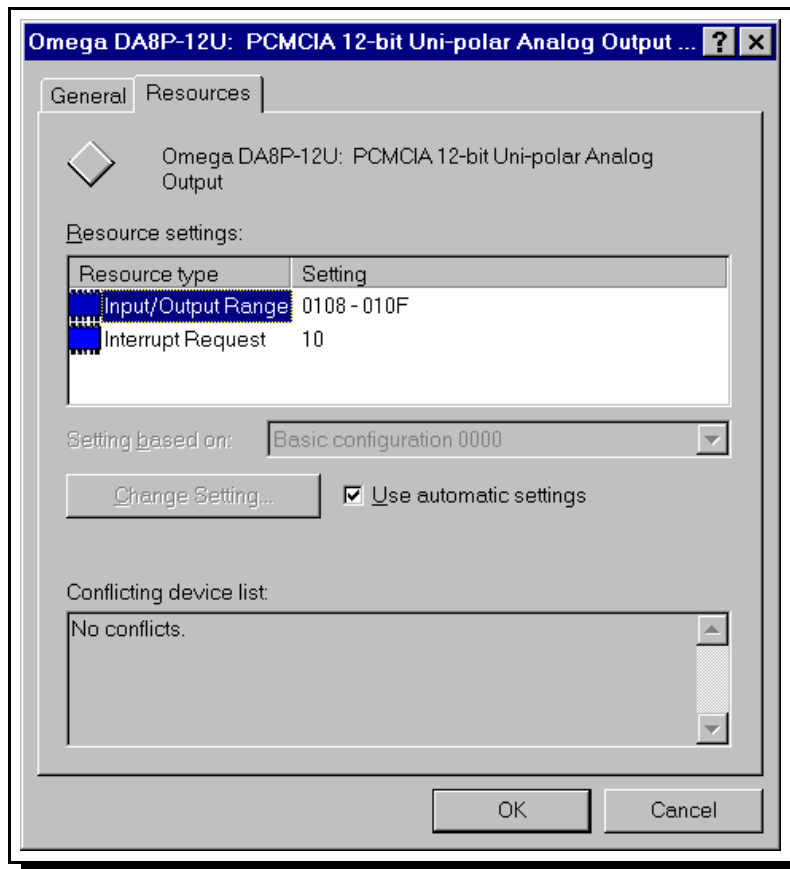 Omega DA8P-12U: PCMCIA 12-bit Uni-polar Analog Output ...
General Resources
Omega DA8P-12U: PCMCIA 12-bit Uni-polar Analog
Output
Resource settings:
Resource type Setting
Input/Output Range 0108 - 010F
Interrupt Request 10
Setting based on: Basic configuration 0000
Change Setting... Use automatic settings
Conflicting device list:
No conflicts.
OK Cancel